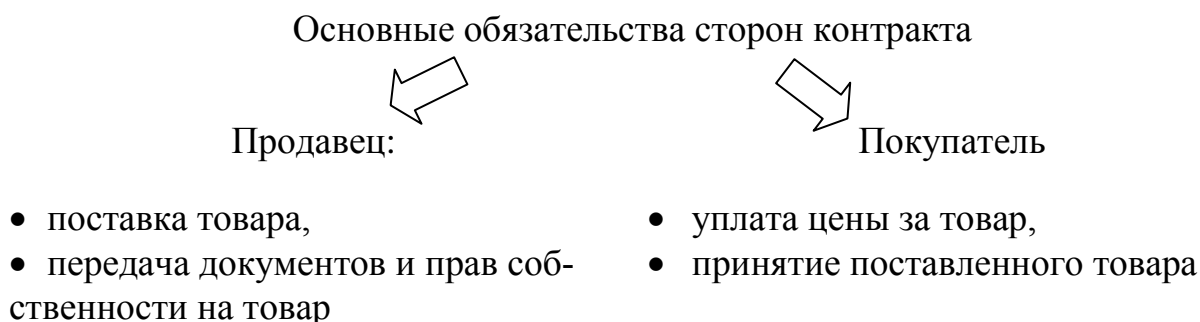 Основные обязательства сторон контракта
Продавец:
Покупатель
• поставка товара,
• передача документов и прав соб-
ственности на товар
• уплата цены за товар,
• принятие поставленного товара